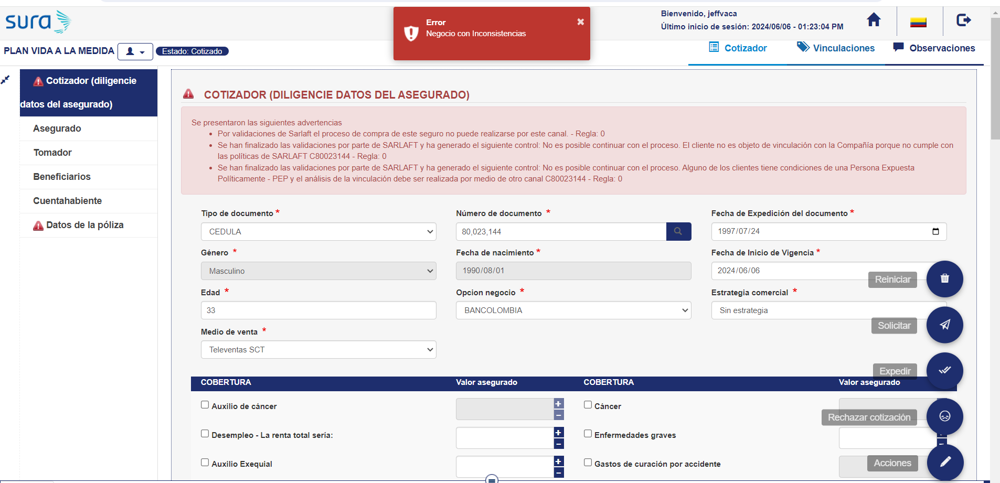 sura
Error
Negocio con Inconsistencias
Bienvenido, jeffvaca
Último inicio de sesión: 2024/06/06 - 01:23:04 PM
PLAN VIDA A LA MEDIDA
Estado: Cotizado
Cotizador
Vinculaciones
Observaciones
Cotizador (diligencie
datos del asegurado)
Asegurado
Tomador
Beneficiarios
Cuentahabiente
Datos de la póliza
COTIZADOR (DILIGENCIE DATOS DEL ASEGURADO)
Se presentaron las siguientes advertencias
• Por validaciones de Sarlaft el proceso de compra de este seguro no puede realizarse por este canal. - Regla: 0
• Se han finalizado las validaciones por parte de SARLAFT y ha generado el siguiente control: No es posible continuar con el proceso. El cliente no es objeto de vinculación con la Compañía porque no cumple con
las políticas de SARLAFT C80023144 - Regla: 0
• Se han finalizado las validaciones por parte de SARLAFT y ha generado el siguiente control: No es posible continuar con el proceso. Alguno de los clientes tiene condiciones de una Persona Expuesta
Políticamente - PEP y el análisis de la vinculación debe ser realizada por medio de otro canal C80023144 - Regla: 0
Tipo de documento * Número de documento * Fecha de Expedición del documento *
CEDULA 80,023,144 1997/07/24
Género * Fecha de nacimiento * Fecha de Inicio de Vigencia *
Masculino 1990/08/01 2024/06/06
Reiniciar
Edad * Opcion negocio * Estrategia comercial *
33 BANCOLOMBIA Sin estrategia
Solicitar
Medio de venta *
Televentas SCT
Expedir
COBERTURA Valor asegurado COBERTURA Valor asegurado
Auxilio de cáncer Cáncer
Rechazar cotización
Desempleo - La renta total sería: Enfermedades graves
Auxilio Exequial Gastos de curación por accidente
Acciones